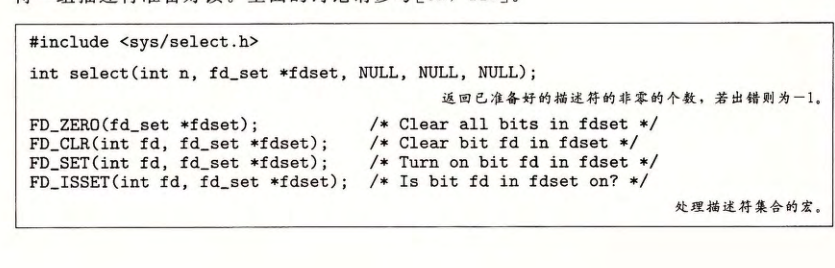 #include <sys/select.h>
int select(int n, fd_set *fdset, NULL, NULL, NULL);
返回已准备好的描述符的非零的个数，若出错则为－1。
FD_ZERO(fd_set *fdset); /* Clear all bits in fdset */
FD_CLR(int fd, fd_set *fdset); /* Clear bit fd in fdset */
FD_SET(int fd, fd_set *fdset); /* Turn on bit fd in fdset */
FD_ISSET(int fd, fd_set *fdset); /* Is bit fd in fdset on? */
处理描述符集合的宏。